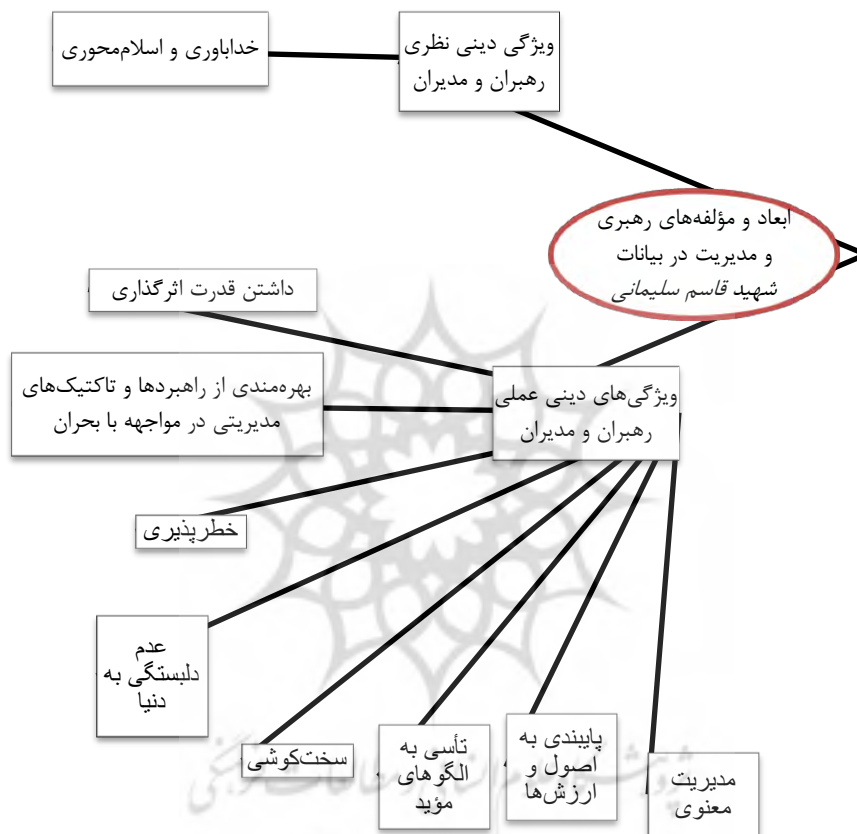 ویژگی دینی نظری
رهبران و مدیران
خداباوری و اسلام‌محوری
ابعاد و مؤلفه‌های رهبری
و مدیریت در بیانات
شهید قاسم سلیمانی
داشتن قدرت اثرگذاری
ویژگی‌های دینی عملی
رهبران و مدیران
بهره‌مندی از راهبردها و تاکتیک‌های
مدیریتی در مواجهه با بحران
خطرپذیری
عدم
دلبستگی به
دنیا
سخت‌کوشی
تأسی به
الگوهای
مؤید
پایبندی به
اصول و
ارزش‌ها
مدیریت
معنوی